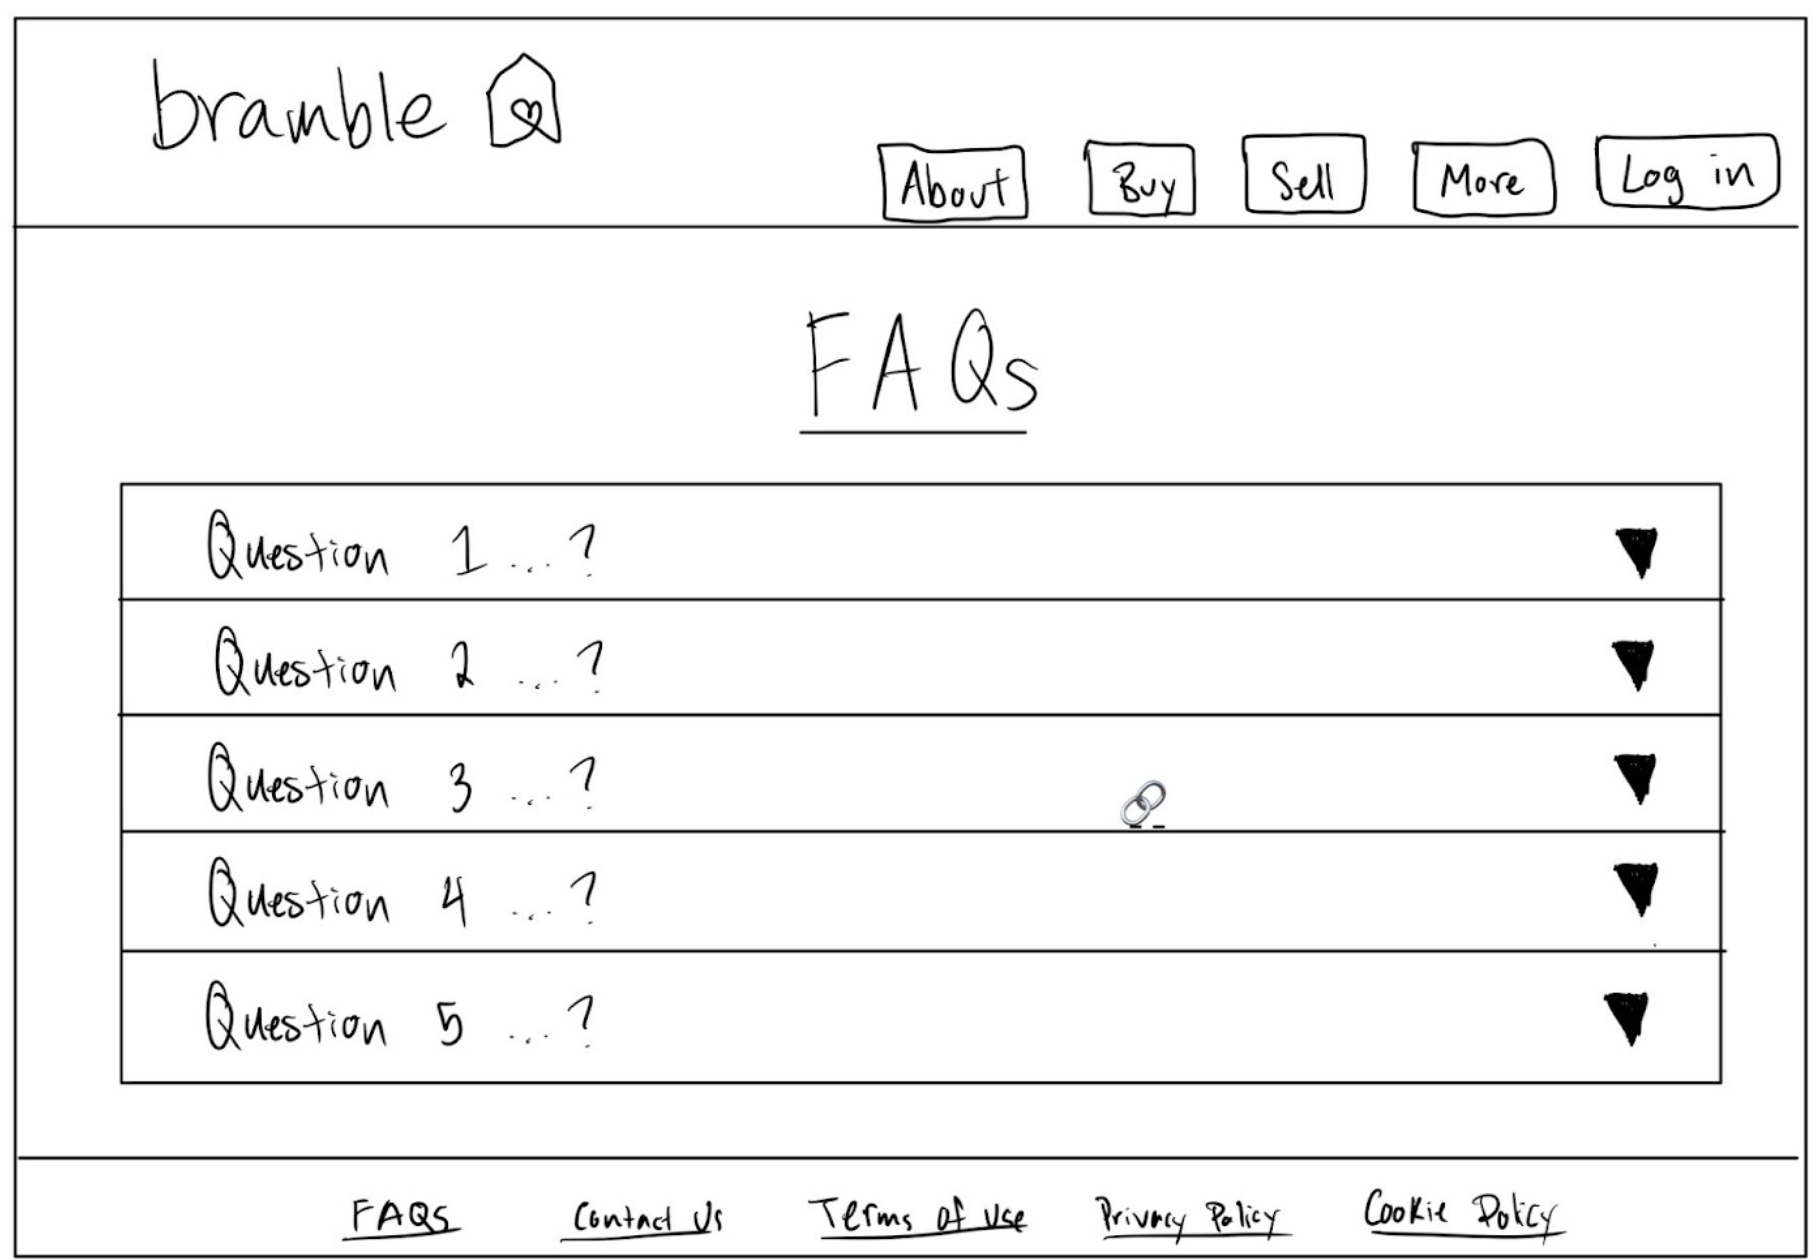 bramble
About Buy Sell More Log in
FAQs
Question 1 ... ?
Question 2 ... ?
Question 3 ... ?
Question 4 ... ?
Question 5 ... ?
FAQS Contact Us Terms of Use Privacy Policy Cookie Policy